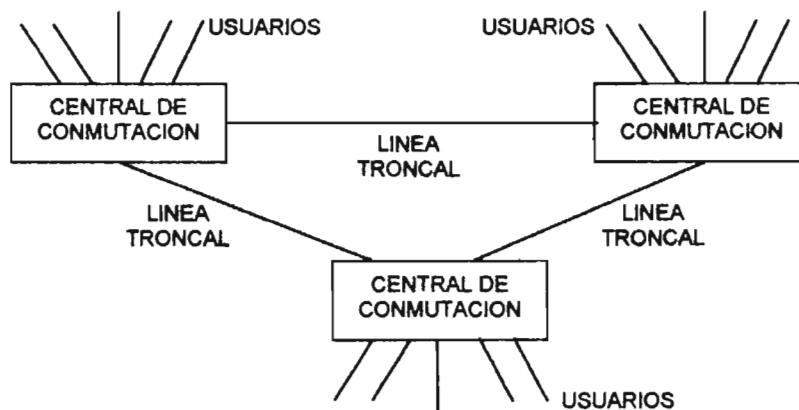 USUARIOS
USUARIOS
CENTRAL DE
CONMUTACION
CENTRAL DE
CONMUTACION
LINEA
TRONCAL
LINEA
TRONCAL
LINEA
TRONCAL
CENTRAL DE
CONMUTACION
USUARIOS